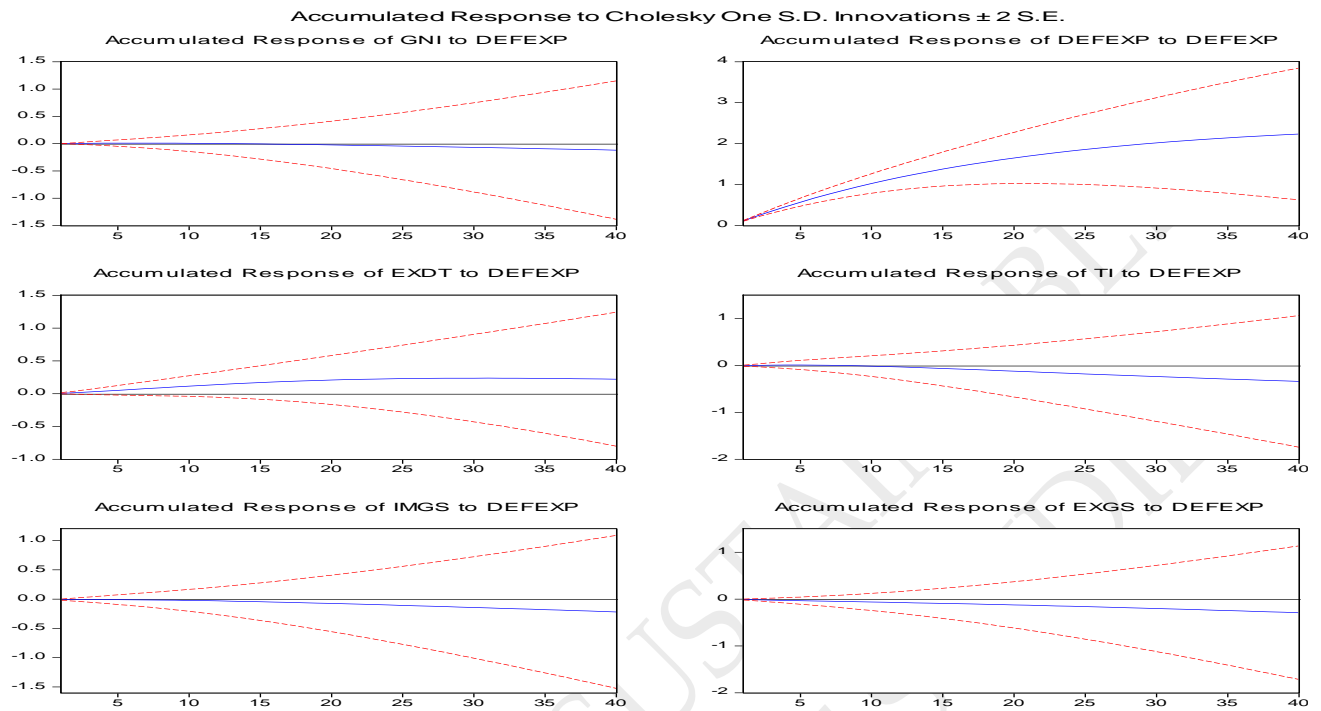 Accumulated Response to Cholesky One S.D. Innovations ± 2 S.E.
Accumulated Response of GNI to DEFEXP
1.5
1.0
0.5
0.0
-0.5
-1.0
-1.5
5 10 15 20 25 30 35 40
Accumulated Response of DEFEXP to DEFEXP
4
3
2
1
0
5 10 15 20 25 30 35 40
Accumulated Response of EXDT to DEFEXP
1.5
1.0
0.5
0.0
-0.5
-1.0
5 10 15 20 25 30 35 40
Accumulated Response of TI to DEFEXP
1
0
-1
-2
5 10 15 20 25 30 35 40
Accumulated Response of IMGS to DEFEXP
1.0
0.5
0.0
-0.5
-1.0
-1.5
5 10 15 20 25 30 35 40
Accumulated Response of EXGS to DEFEXP
1
0
-1
-2
5 10 15 20 25 30 35 40